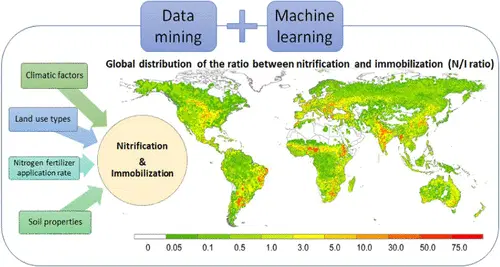 Data
mining
Machine
learning
Global distribution of the ratio between nitrification and immobilization (N/I ratio)
Climatic factors
Land use types
Nitrogen fertilizer
application rate
Soil properties
Nitrification
&
Immobilization
0 0.05 0.1 0.5 1.0 3.0 5.0 10.0 30.0 50.0 75.0